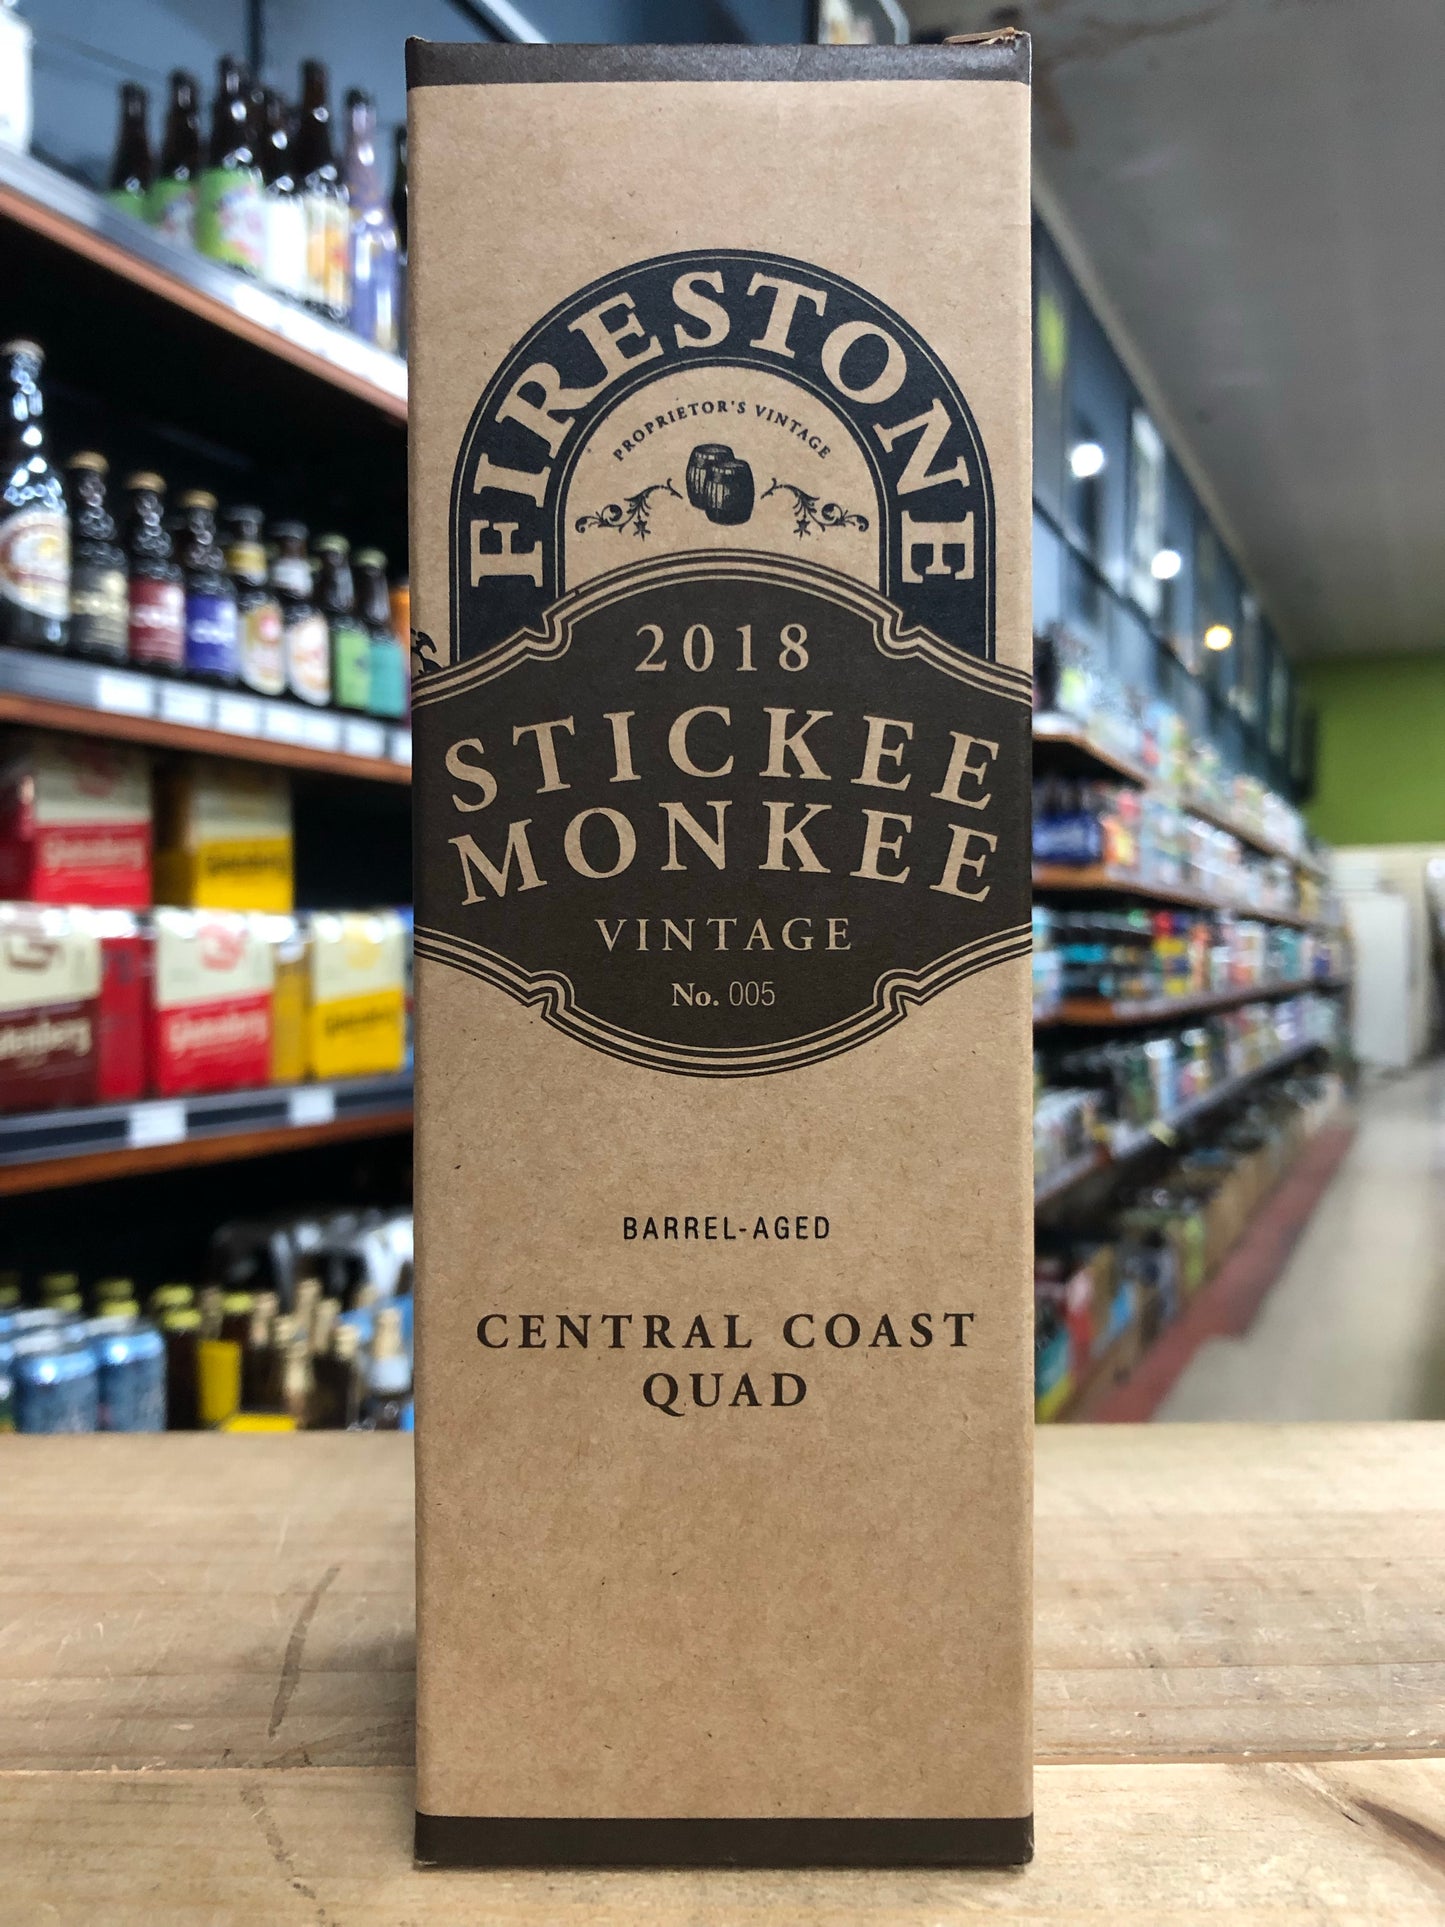 FIRESTONE
PROPRIETOR'S VINTAGE
2018
STICKEE
MONKEE
VINTAGE
No. 005
BARREL-AGED
CENTRAL COAST
QUAD